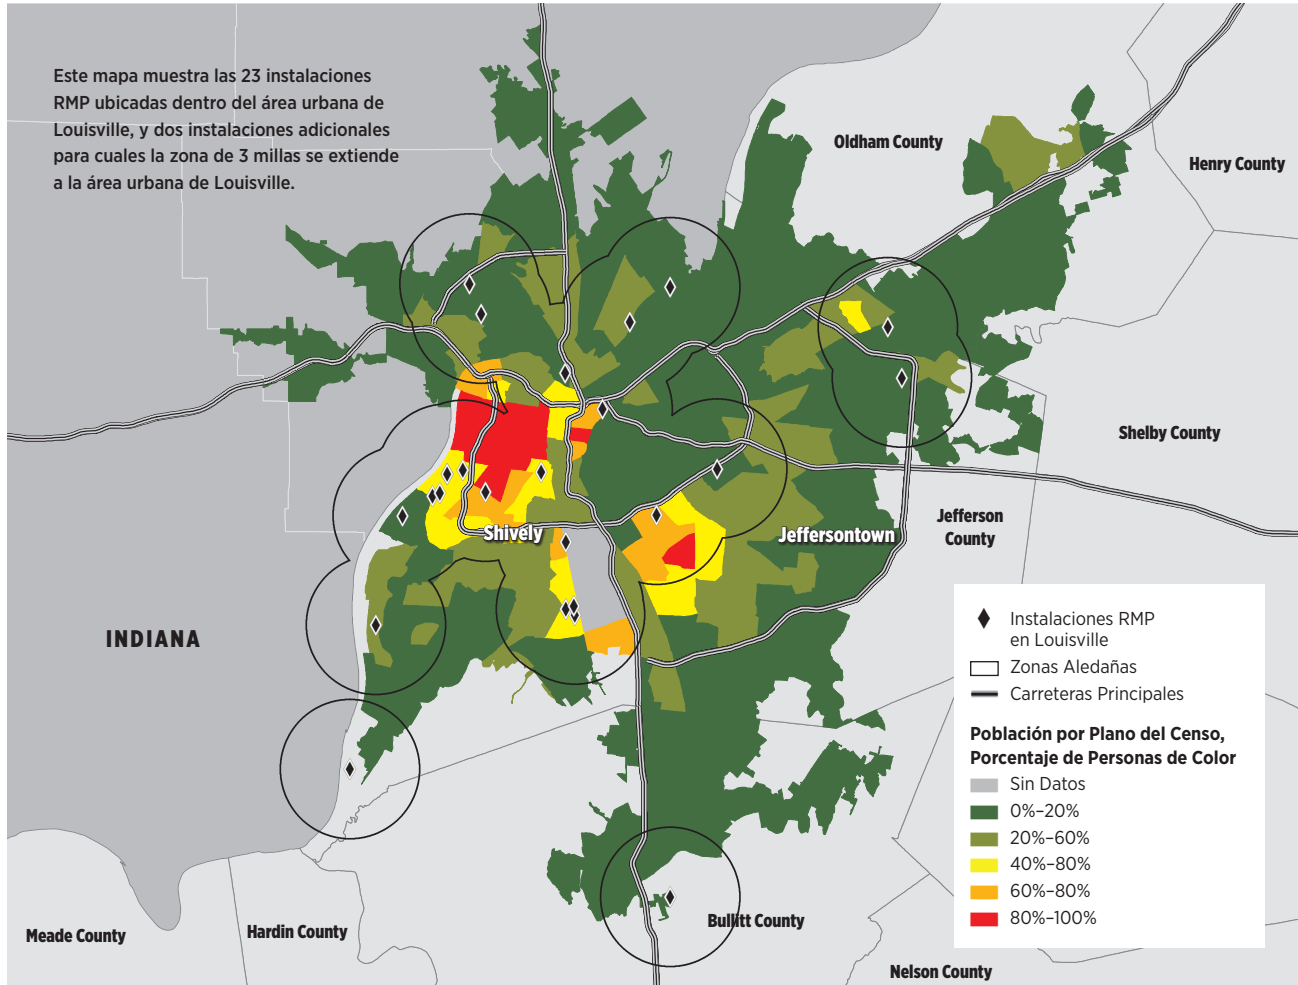 Este mapa muestra las 23 instalaciones
RMP ubicadas dentro del área urbana de
Louisville, y dos instalaciones adicionales
para cuales la zona de 3 millas se extiende
a la área urbana de Louisville.
Oldham County
Henry County
Shelby County
Jefferson
County
Shively
Jeffersontown
INDIANA
Instalaciones RMP
en Louisville
Zonas Aledañas
Carreteras Principales
Población por Plano del Censo,
Porcentaje de Personas de Color
Sin Datos
0%–20%
20%–60%
40%–80%
60%–80%
80%–100%
Meade County
Hardin County
Bullitt County
Nelson County